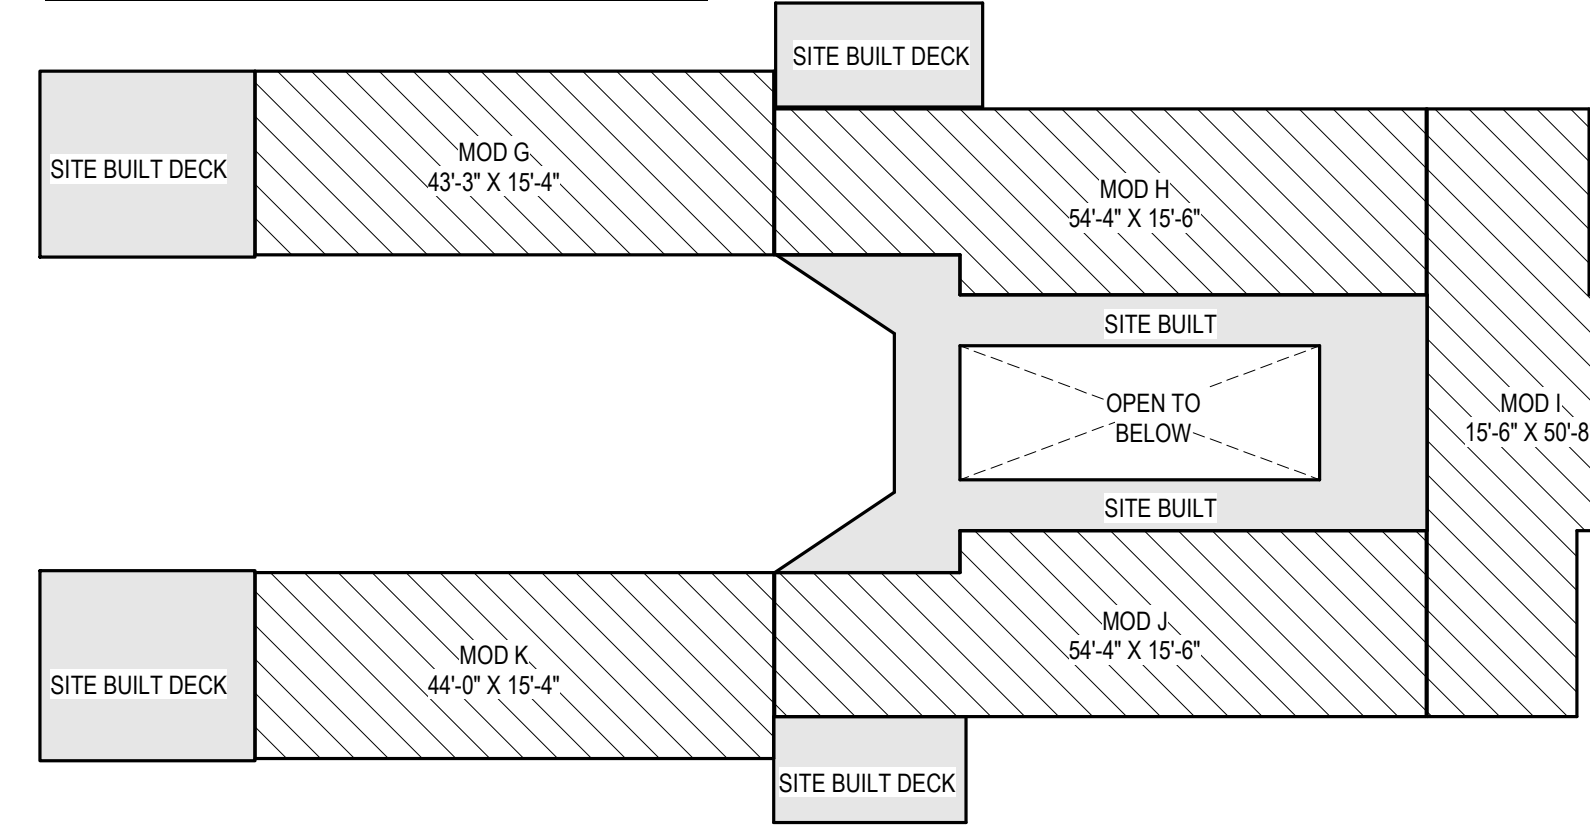 SITE BUILT DECK
SITE BUILT DECK
MOD G
43'-3" X 15'-4"
MOD H
54'-4" X 15'-6"
SITE BUILT
OPEN TO
BELOW
MOD I
15'-6" X 50'-8
SITE BUILT
MOD J
54'-4" X 15'-6"
MOD K
44'-0" X 15'-4"
SITE BUILT DECK
SITE BUILT DECK